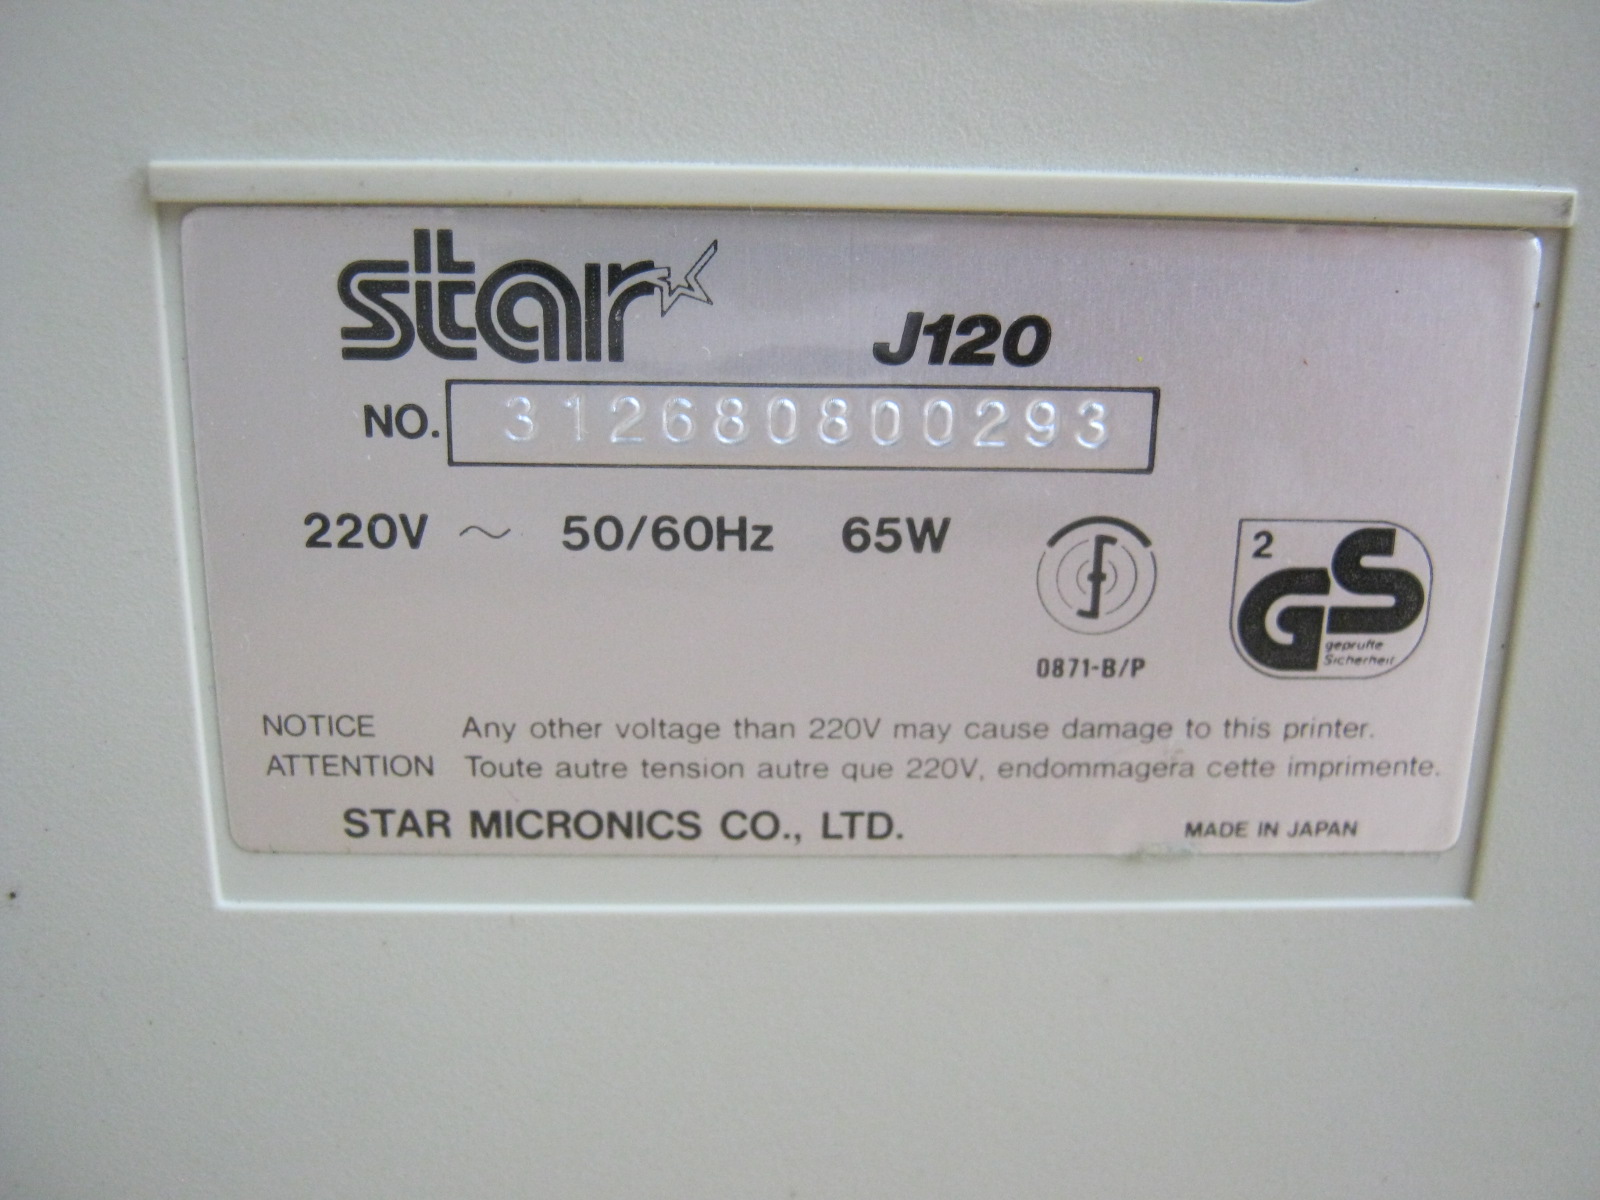 star J120
NO. 312680800293
220V ~ 50/60Hz 65W
0871-B/P
2
GS
geprüfte
Sicherheit
NOTICE Any other voltage than 220V may cause damage to this printer.
ATTENTION Toute autre tension autre que 220V, endommagera cette imprimente.
STAR MICRONICS CO., LTD. MADE IN JAPAN